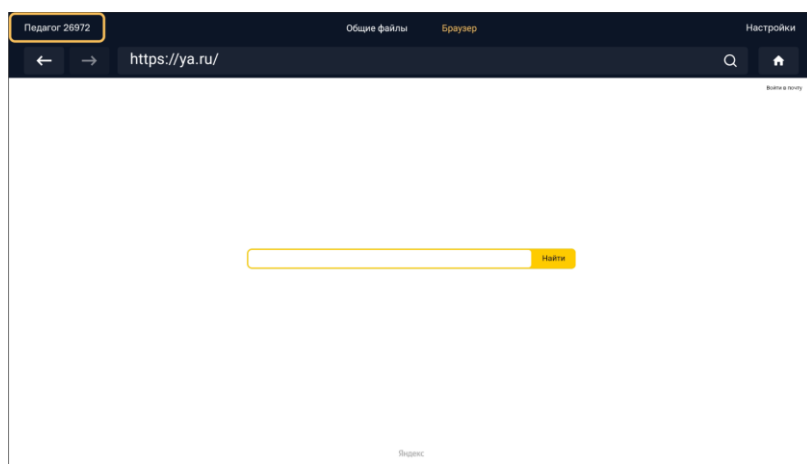 Педагог 26972 Общие файлы Браузер Настройки
https://ya.ru/
Войти в почту
Найти
Яндекс